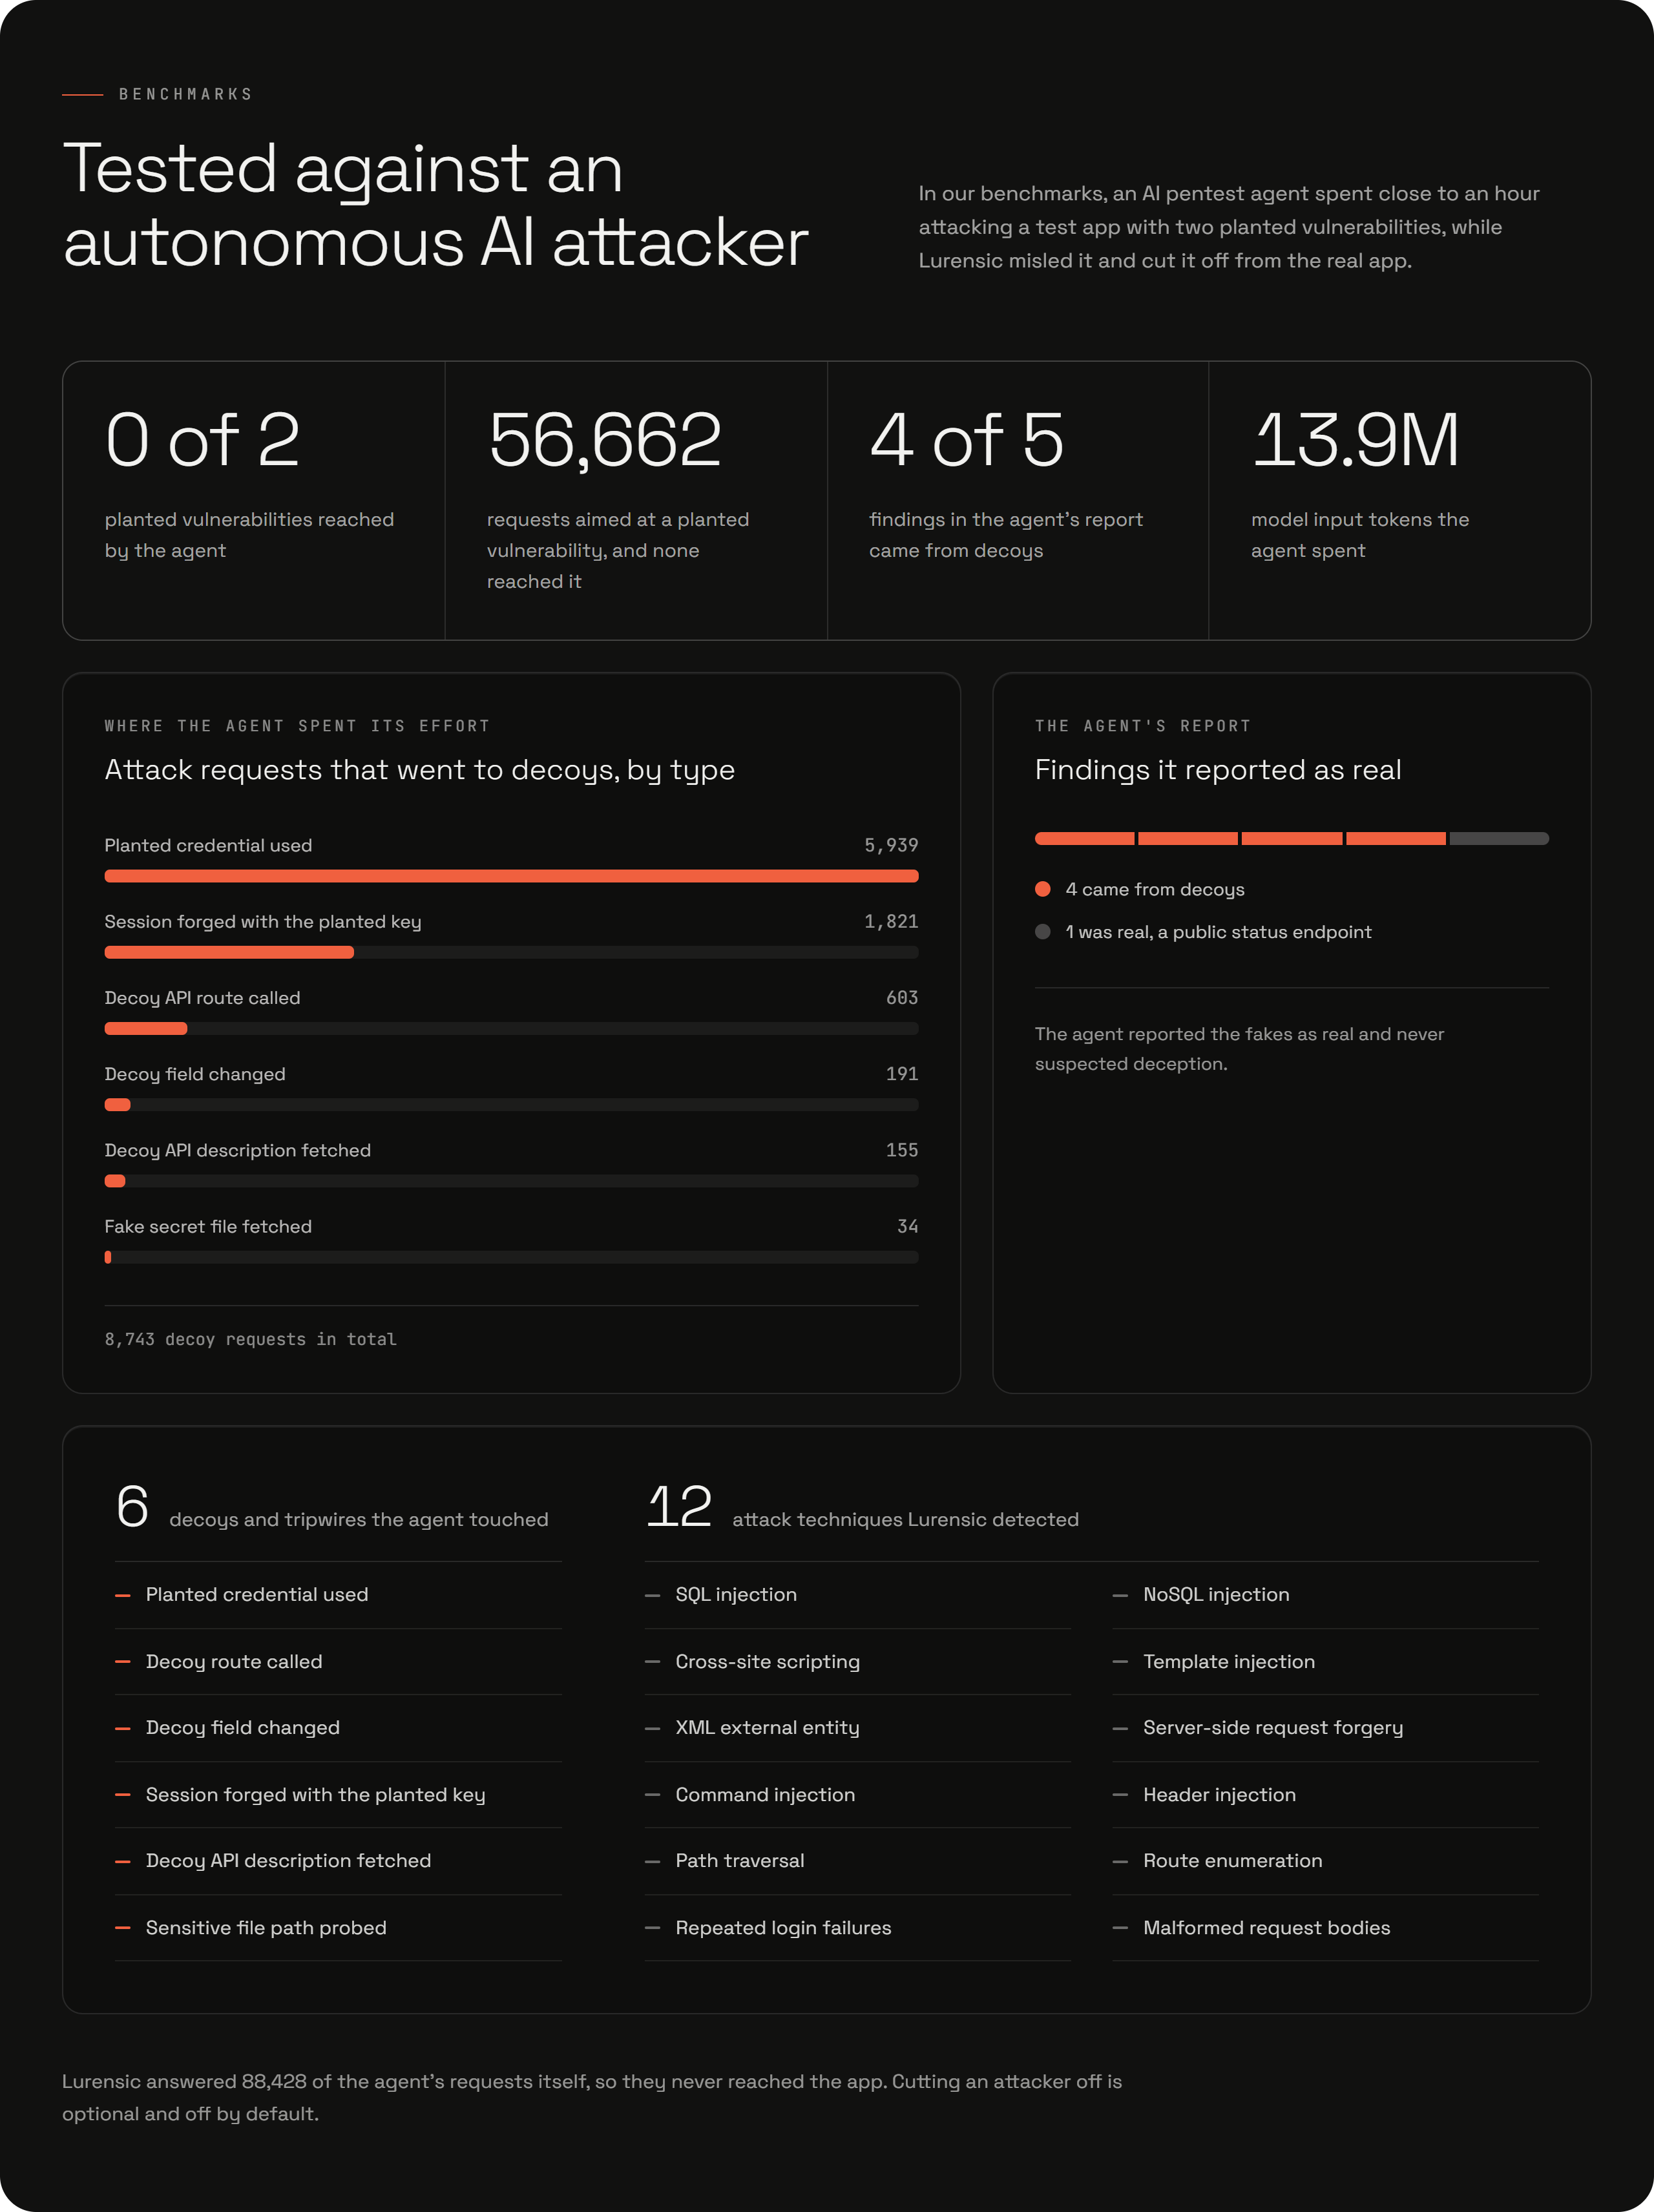 BENCHMARKS
Tested against an
autonomous AI attacker
In our benchmarks, an AI pentest agent spent close to an hour
attacking a test app with two planted vulnerabilities, while
Lurensic misled it and cut it off from the real app.
0 of 2
planted vulnerabilities reached
by the agent
56,662
requests aimed at a planted
vulnerability, and none
reached it
4 of 5
findings in the agent’s report
came from decoys
13.9M
model input tokens the
agent spent
WHERE THE AGENT SPENT ITS EFFORT
Attack requests that went to decoys, by type
Planted credential used 5,939
Session forged with the planted key 1,821
Decoy API route called 603
Decoy field changed 191
Decoy API description fetched 155
Fake secret file fetched 34
8,743 decoy requests in total
THE AGENT'S REPORT
Findings it reported as real
4 came from decoys
1 was real, a public status endpoint
The agent reported the fakes as real and never
suspected deception.
6 decoys and tripwires the agent touched
Planted credential used
Decoy route called
Decoy field changed
Session forged with the planted key
Decoy API description fetched
Sensitive file path probed
12 attack techniques Lurensic detected
SQL injection
Cross-site scripting
XML external entity
Command injection
Path traversal
Repeated login failures
NoSQL injection
Template injection
Server-side request forgery
Header injection
Route enumeration
Malformed request bodies
Lurensic answered 88,428 of the agent’s requests itself, so they never reached the app. Cutting an attacker off is
optional and off by default.